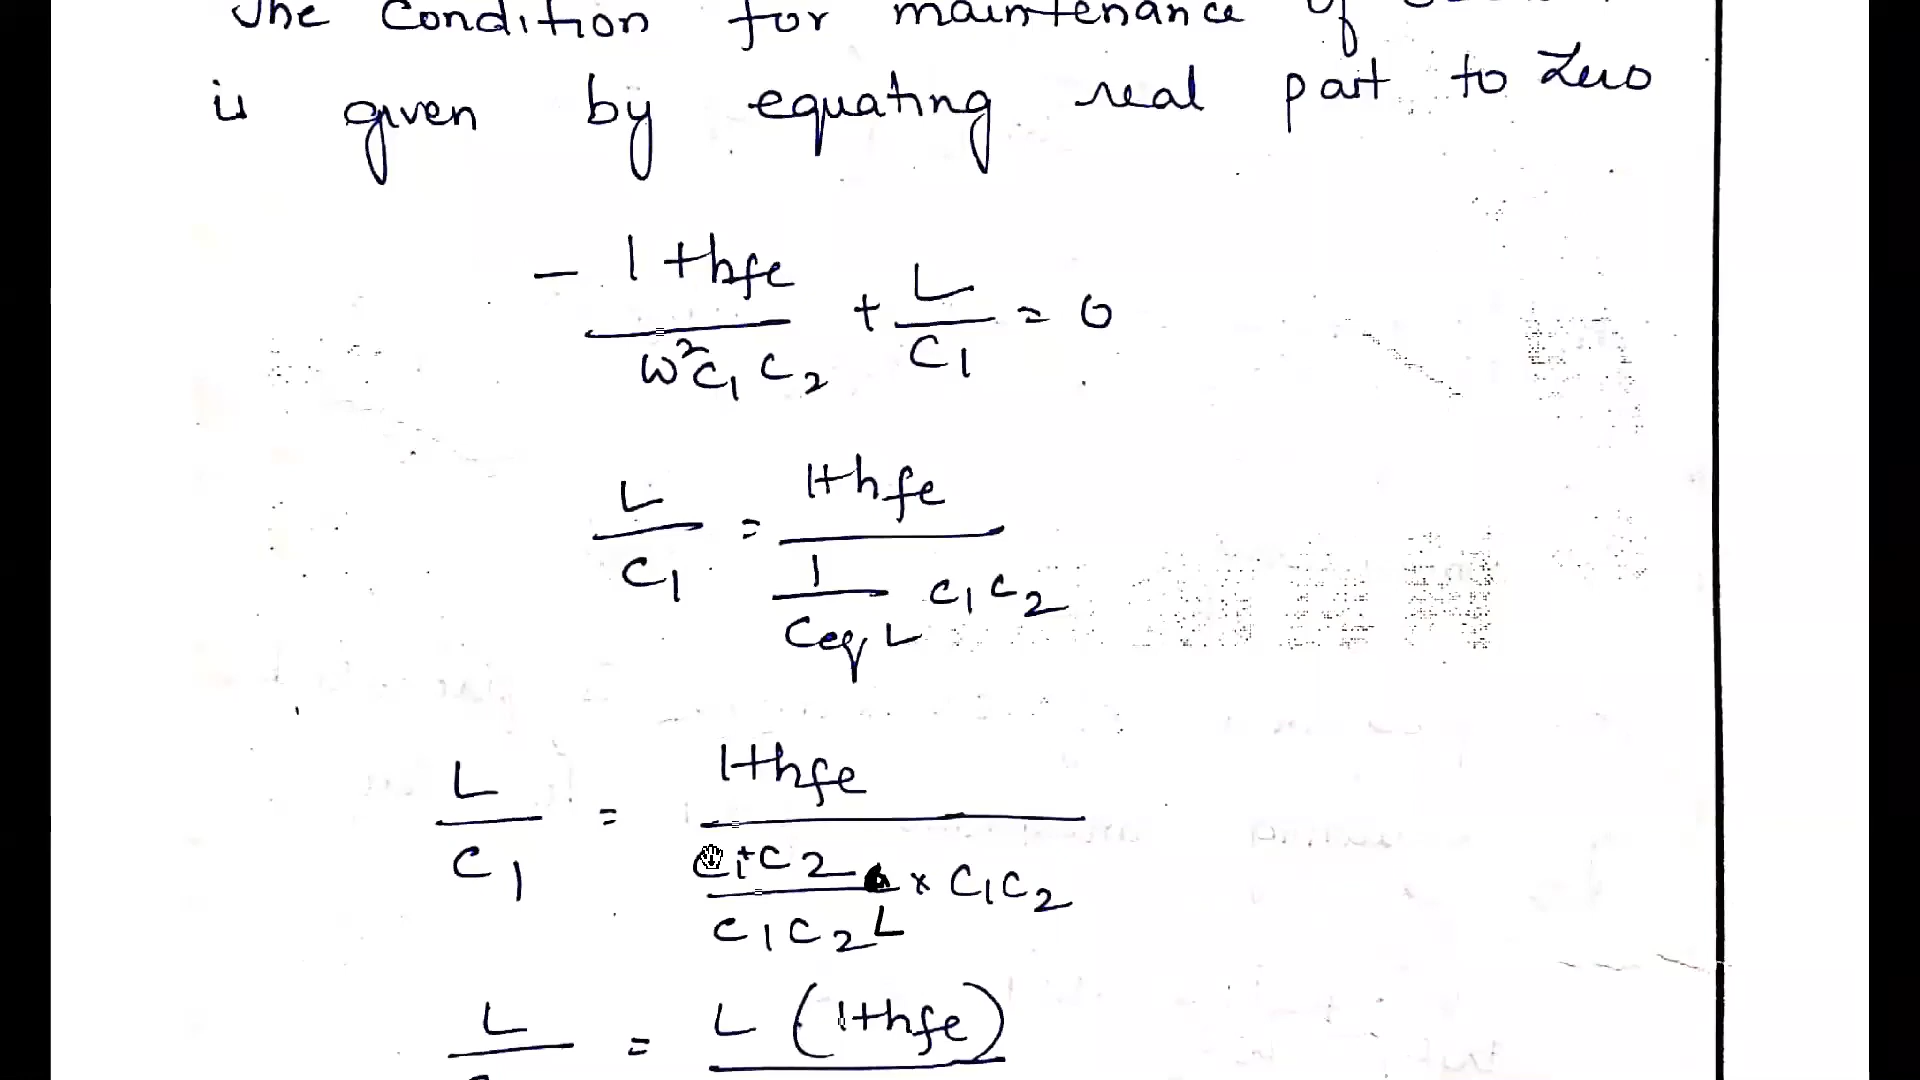 The Condition for maintenance of
is given by equating real part to Zero
- 1+hfe / ω²C1C2 + L / C1 = 0
L / C1 = 1+hfe / (1 / Ceq L) C1C2
L / C1 = 1+hfe / (C1+C2 / C1C2L) × C1C2
L / = L (1+hfe) /